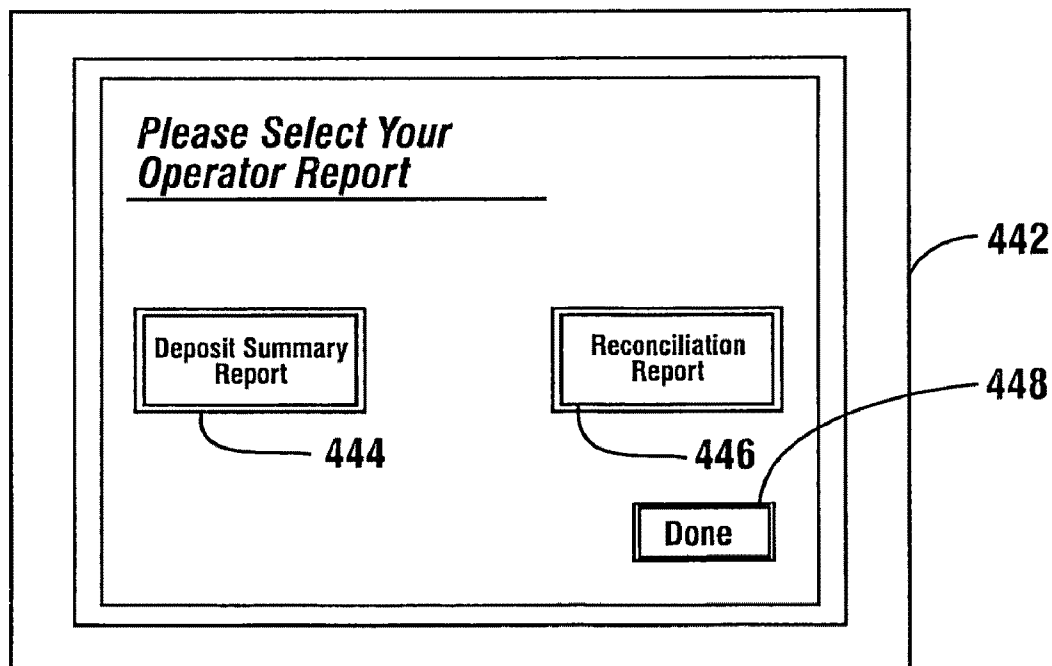 Please Select Your
Operator Report
442
Deposit Summary
Report
Reconciliation
Report
448
444
446
Done